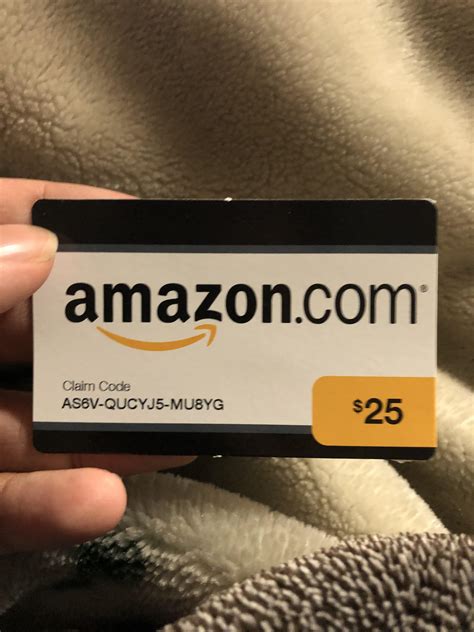 amazon.com®
Claim Code
AS6V-QUCYJ5-MU8YG
$25